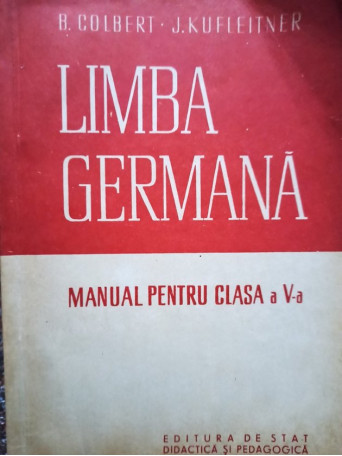 B. COLBERT · J. KUFLEITNER
LIMBA
GERMANĂ
MANUAL PENTRU CLASA a V-a
EDITURA DE STAT
DIDACTICĂ ȘI PEDAGOGICĂ